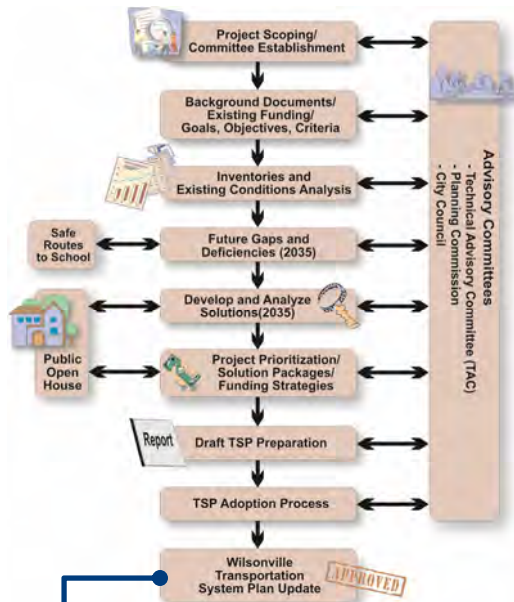 Project Scoping/
Committee Establishment
Background Documents/
Existing Funding/
Goals, Objectives, Criteria
Inventories and
Existing Conditions Analysis
Safe
Routes
to School
Future Gaps and
Deficiencies (2035)
Develop and Analyze
Solutions(2035)
Public
Open
House
Project Prioritization/
Solution Packages/
Funding Strategies
Report
Draft TSP Preparation
TSP Adoption Process
Wilsonville
Transportation
System Plan Update
APPROVED
Advisory Committees
- Technical Advisory Committee (TAC)
- Planning Commission
- City Council